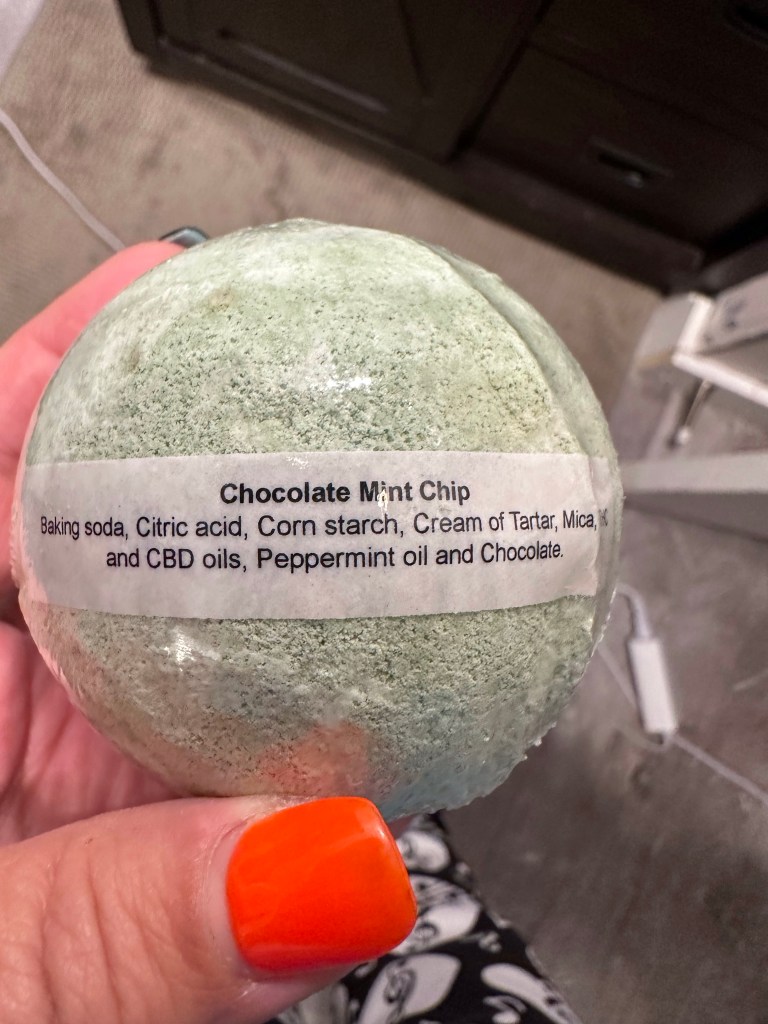 Chocolate Mint Chip
Baking soda, Citric acid, Corn starch, Cream of Tartar, Mica,
and CBD oils, Peppermint oil and Chocolate.